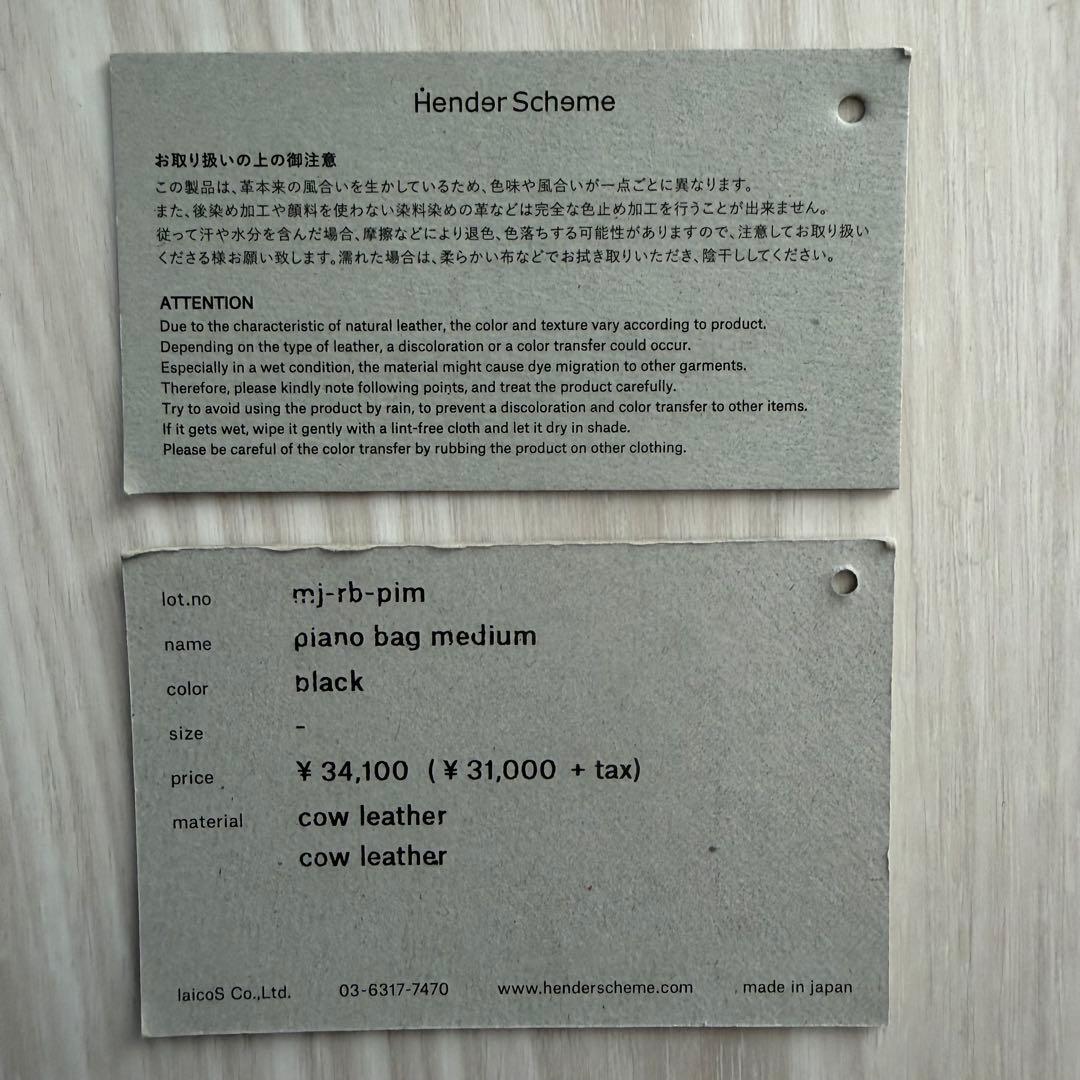 Hender Scheme
お取り扱いの上の御注意
この製品は、革本来の風合いを生かしているため、色味や風合いが一点ごとに異なります。
また、後染め加工や顔料を使わない染料染めの革などは完全な色止め加工を行うことが出来ません。
従って汗や水分を含んだ場合、摩擦などにより退色、色落ちする可能性がありますので、注意してお取り扱い
くださる様お願い致します。濡れた場合は、柔らかい布などでお拭き取りいただき、陰干ししてください。
ATTENTION
Due to the characteristic of natural leather, the color and texture vary according to product.
Depending on the type of leather, a discoloration or a color transfer could occur.
Especially in a wet condition, the material might cause dye migration to other garments.
Therefore, please kindly note following points, and treat the product carefully.
Try to avoid using the product by rain, to prevent a discoloration and color transfer to other items.
If it gets wet, wipe it gently with a lint-free cloth and let it dry in shade.
Please be careful of the color transfer by rubbing the product on other clothing.
lot.no mj-rb-pim
name piano bag medium
color black
size -
price ¥ 34,100 (¥ 31,000 + tax)
material cow leather
cow leather
laicoS Co.,Ltd. 03-6317-7470 www.henderscheme.com made in japan